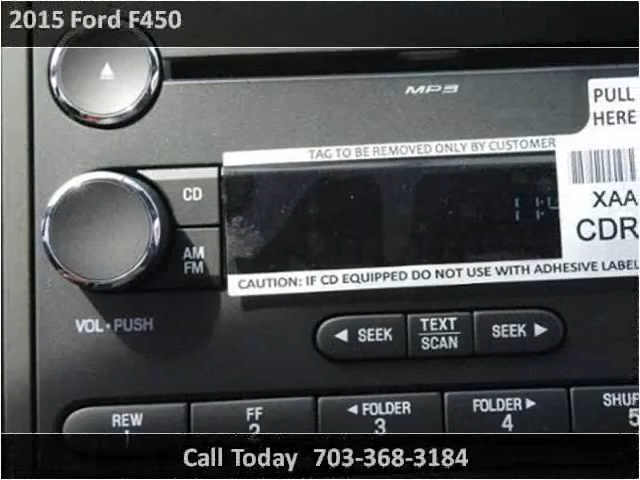 2015 Ford F450
MP3
PULL
HERE
TAG TO BE REMOVED ONLY BY CUSTOMER
CD
XAA
CDR
AM
FM
CAUTION: IF CD EQUIPPED DO NOT USE WITH ADHESIVE LABEL
VOL • PUSH
◄ SEEK
TEXT
SCAN
SEEK ►
REW
1
FF
2
◄ FOLDER
3
FOLDER ►
4
SHUF
5
Call Today 703-368-3184